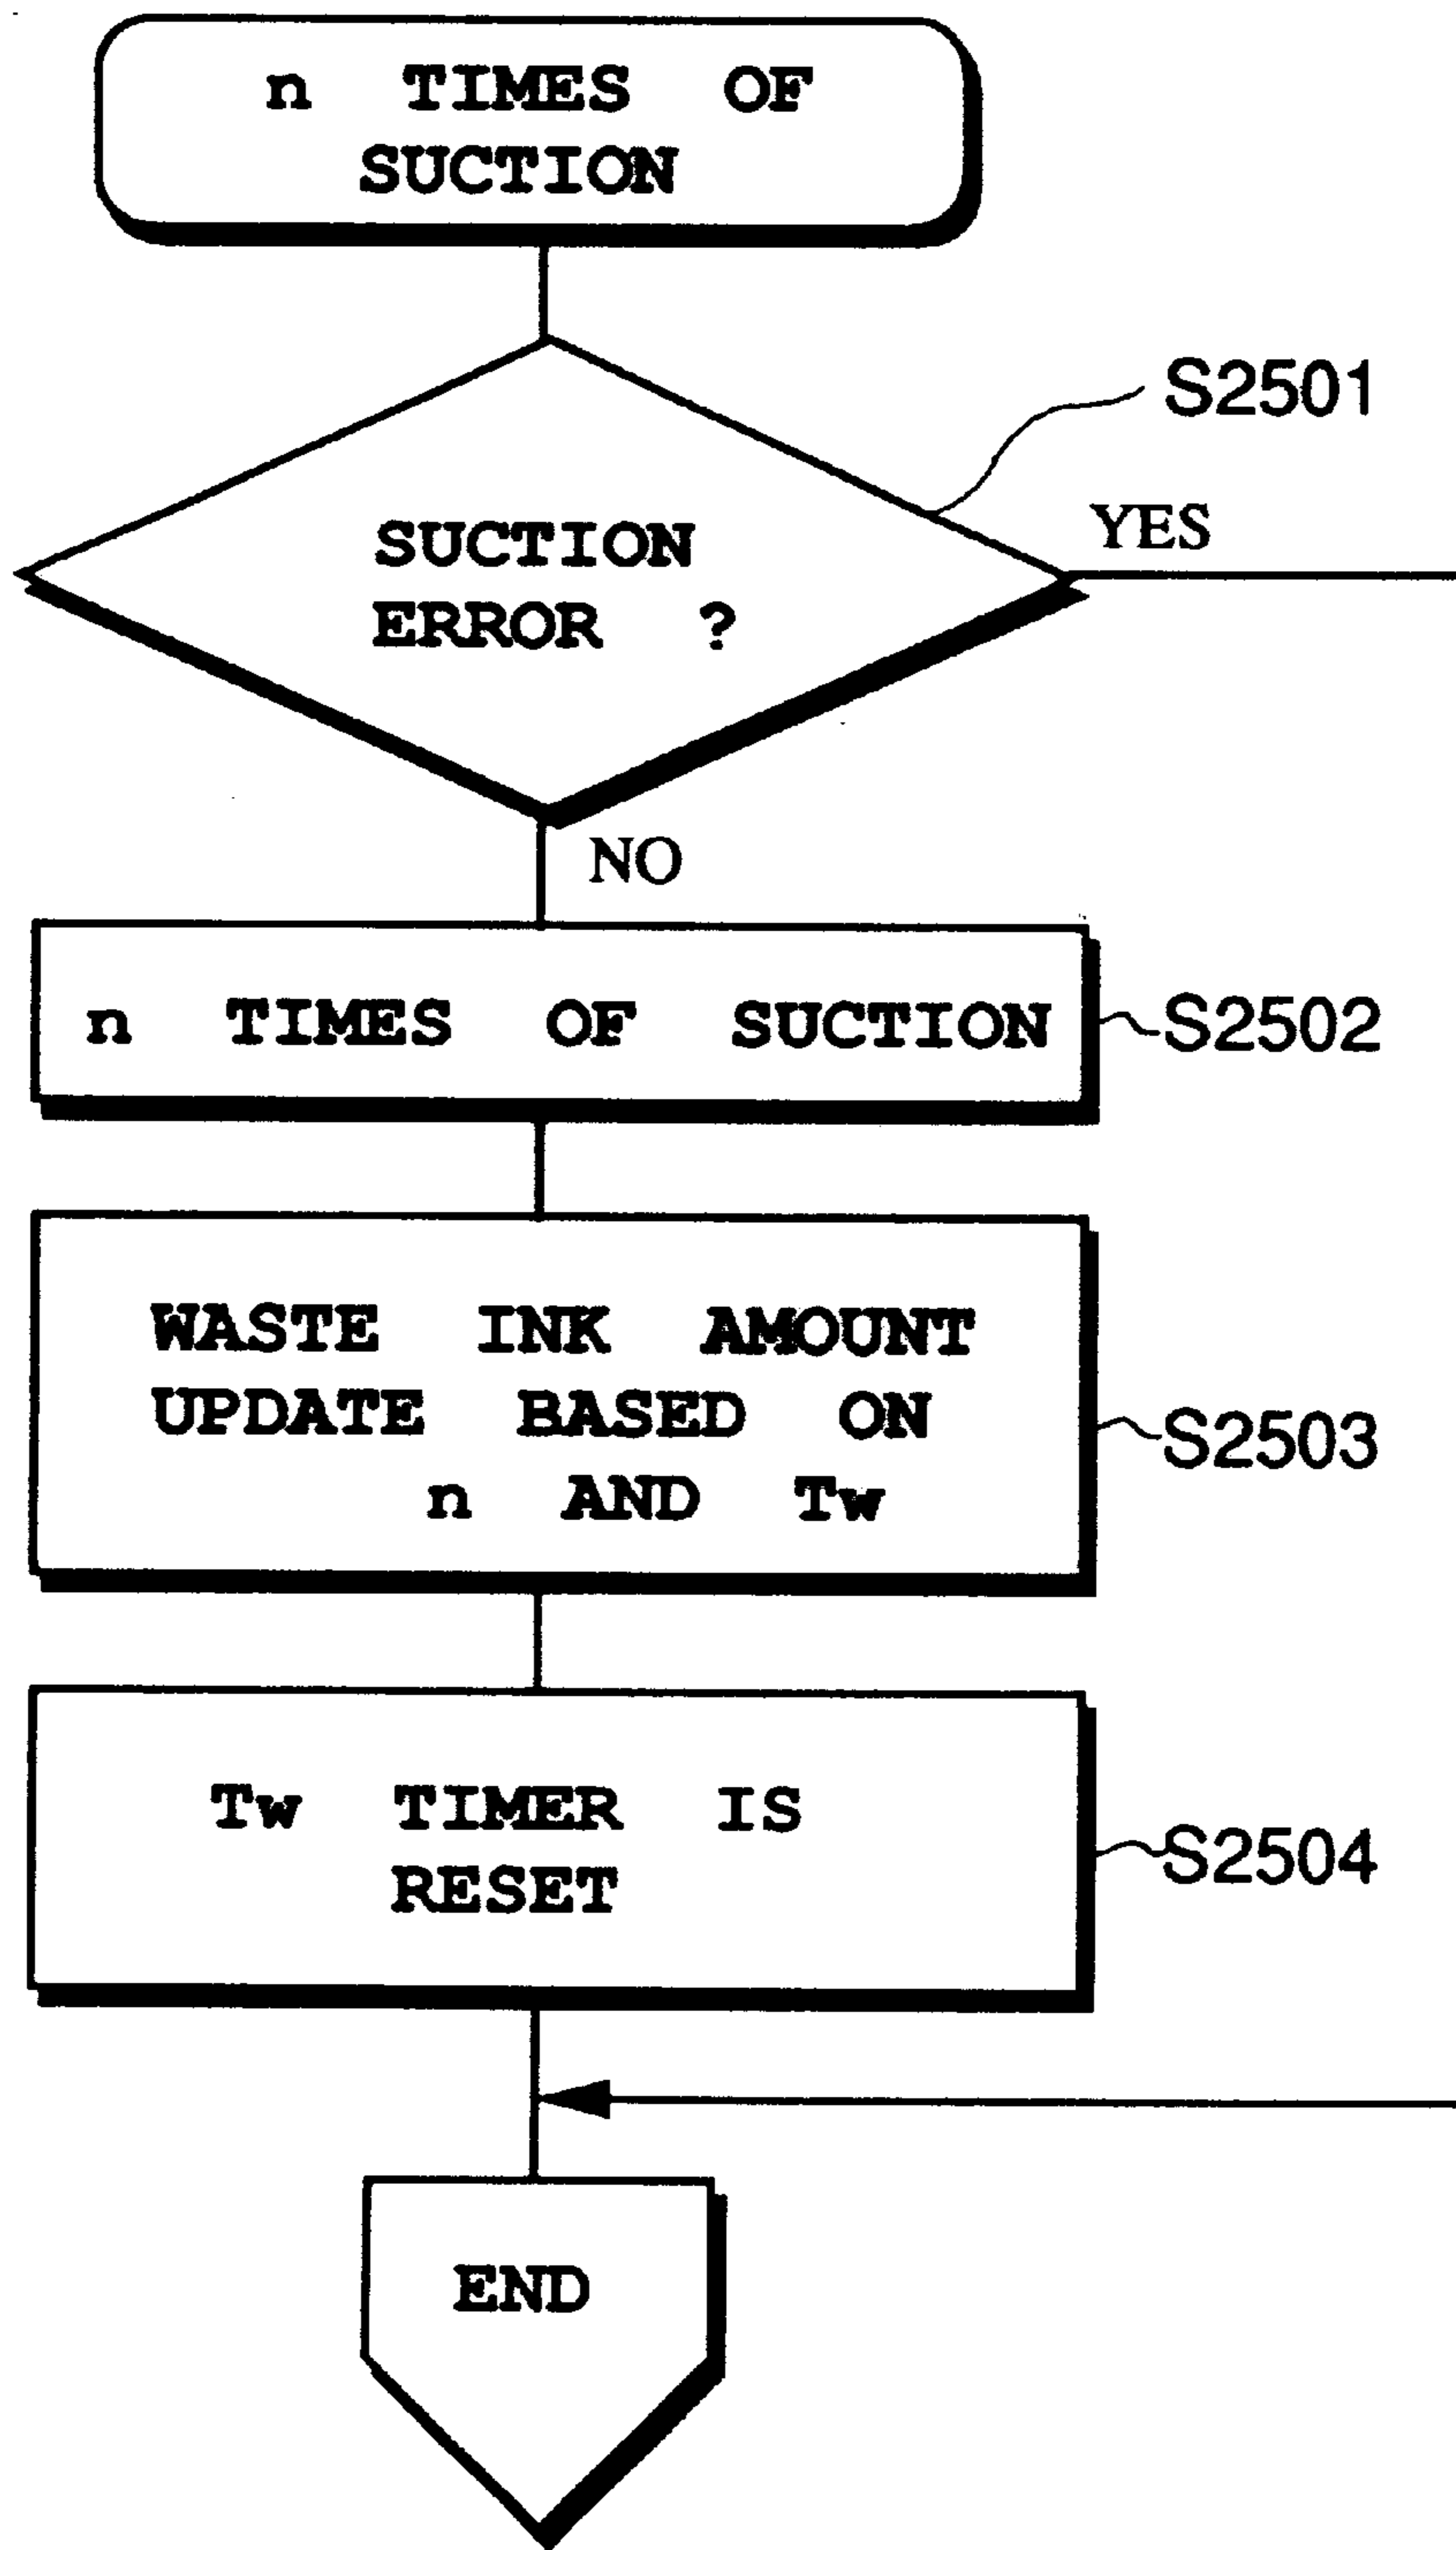 n TIMES OF
SUCTION
S2501
YES
SUCTION
ERROR ?
NO
n TIMES OF SUCTION
S2502
WASTE INK AMOUNT
UPDATE BASED ON
n AND Tw
S2503
Tw TIMER IS
RESET
S2504
END